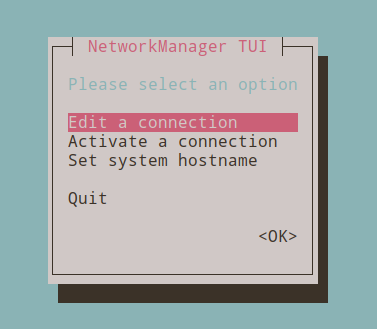 NetworkManager TUI
Please select an option
Edit a connection
Activate a connection
Set system hostname
Quit
<OK>